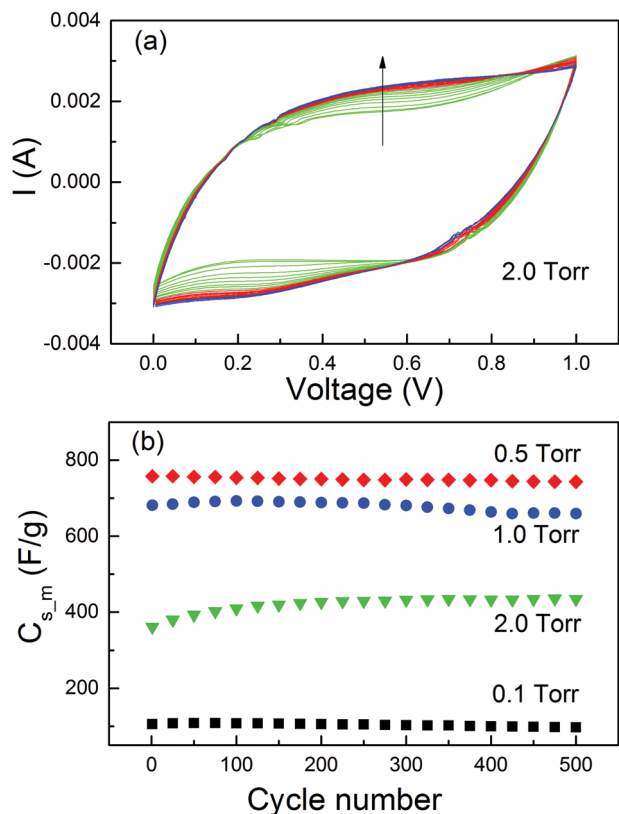 (a)
0.004
0.002
0.000
-0.002
-0.004
I (A)
2.0 Torr
0.0 0.2 0.4 0.6 0.8 1.0
Voltage (V)
(b)
800
600
400
200
C_{s_m} (F/g)
0.5 Torr
1.0 Torr
2.0 Torr
0.1 Torr
0 100 200 300 400 500
Cycle number